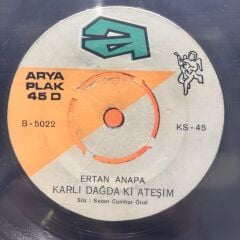 ARYA
PLAK
45 D
B-5022
KS-45
ERTAN ANAPA
KARLI DAĞDA Kİ ATEŞİM
Söz : Sezen Cumhur Önal